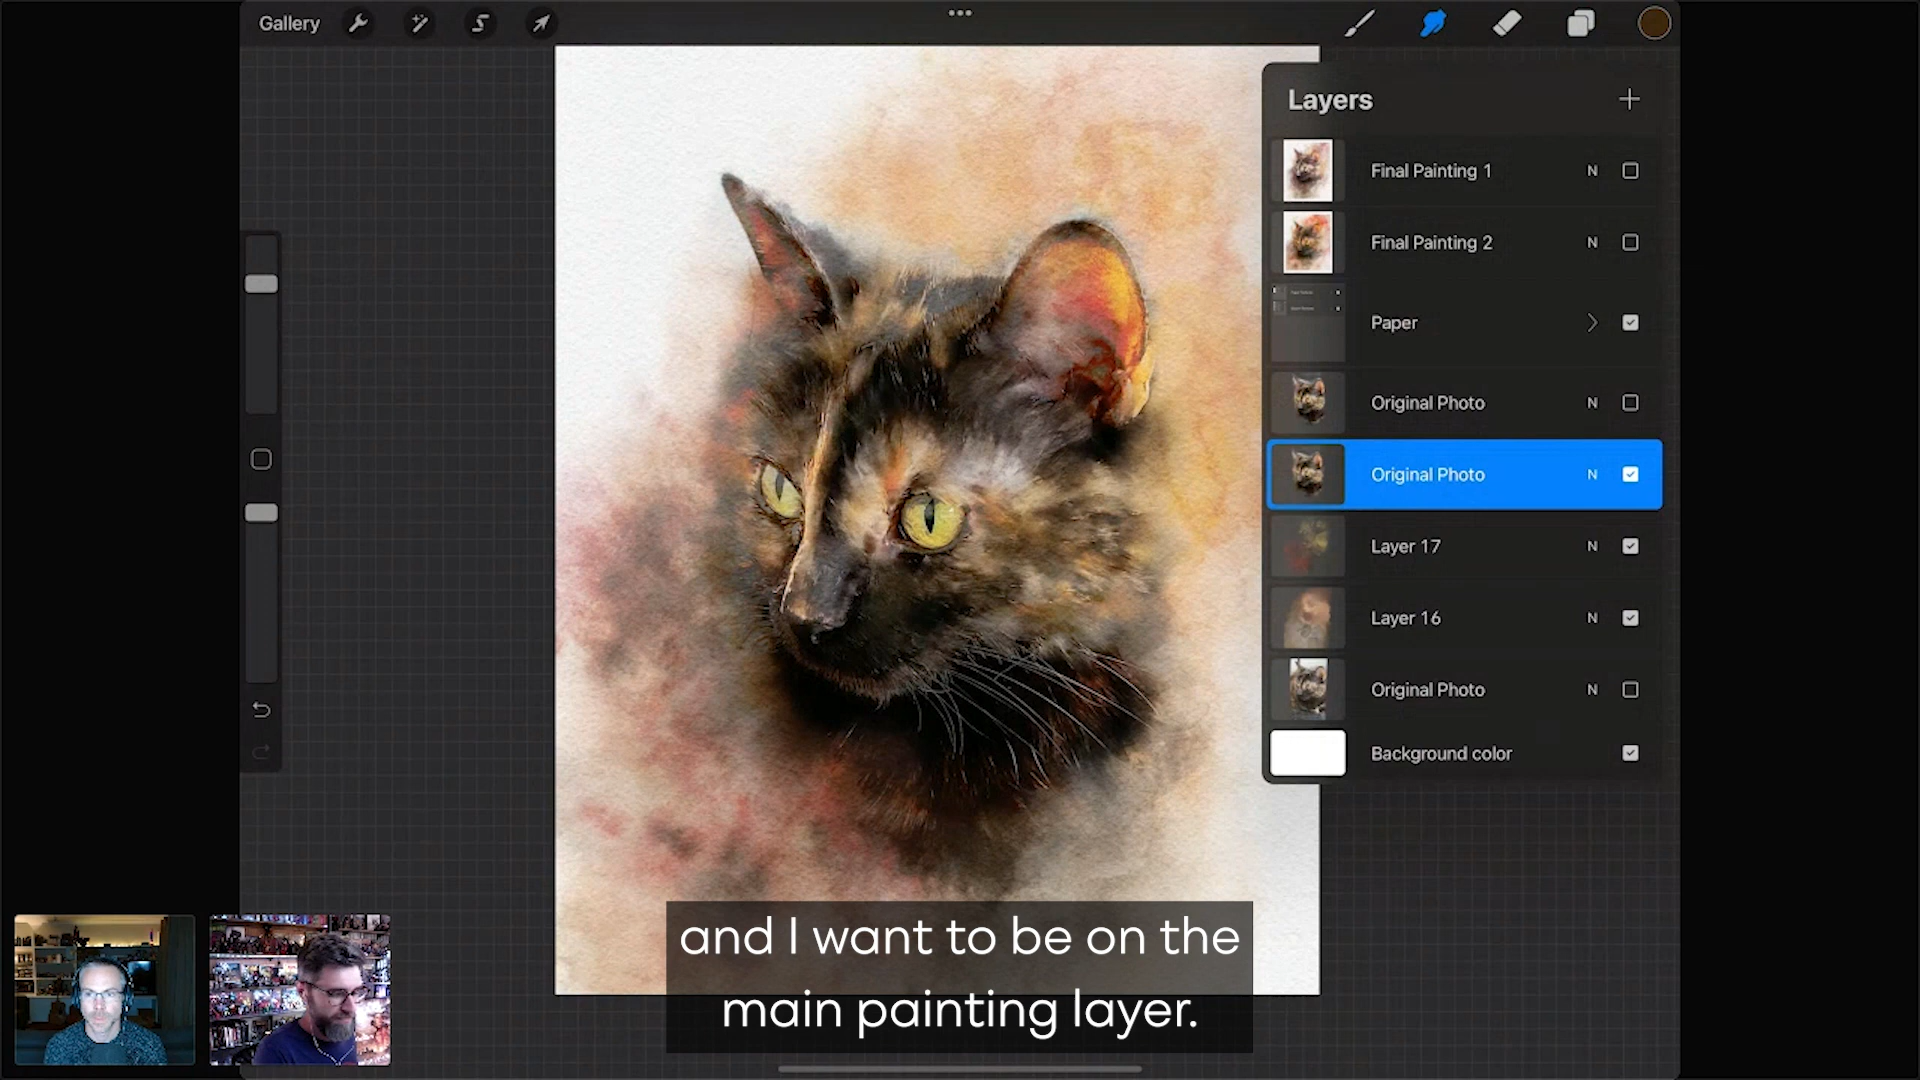 Gallery
Layers
Final Painting 1 N
Final Painting 2 N
Paper
Original Photo N
Original Photo N
Layer 17 N
Layer 16 N
Original Photo N
Background color
and I want to be on the
main painting layer.